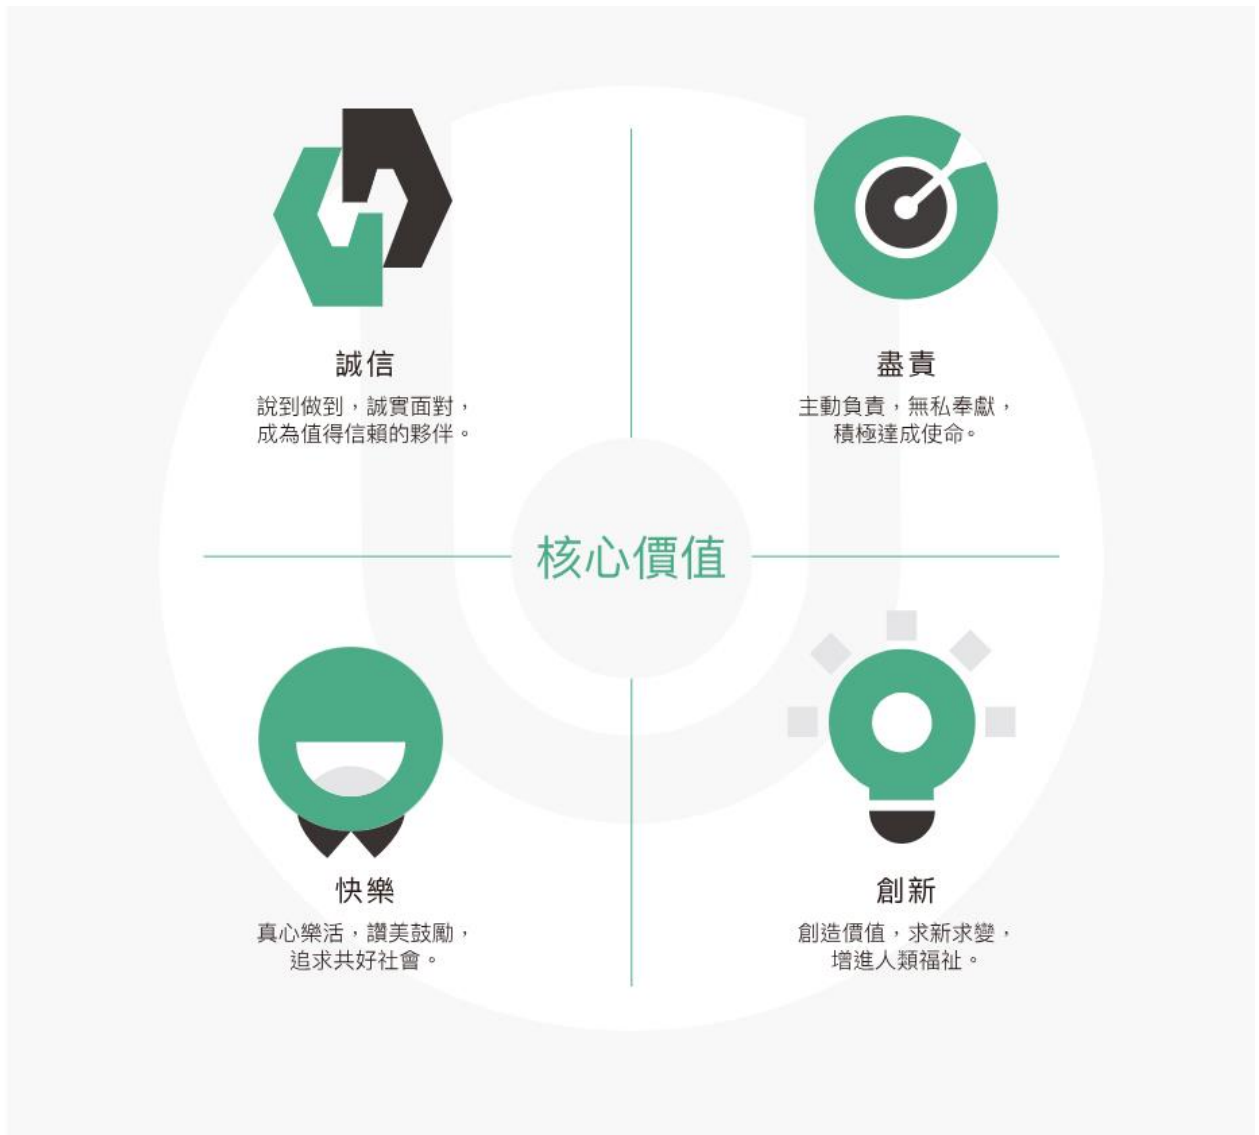 誠信
說到做到，誠實面對，
成為值得信賴的夥伴。
盡責
主動負責，無私奉獻，
積極達成使命。
核心價值
快樂
真心樂活，讚美鼓勵，
追求共好社會。
創新
創造價值，求新求變，
增進人類福祉。